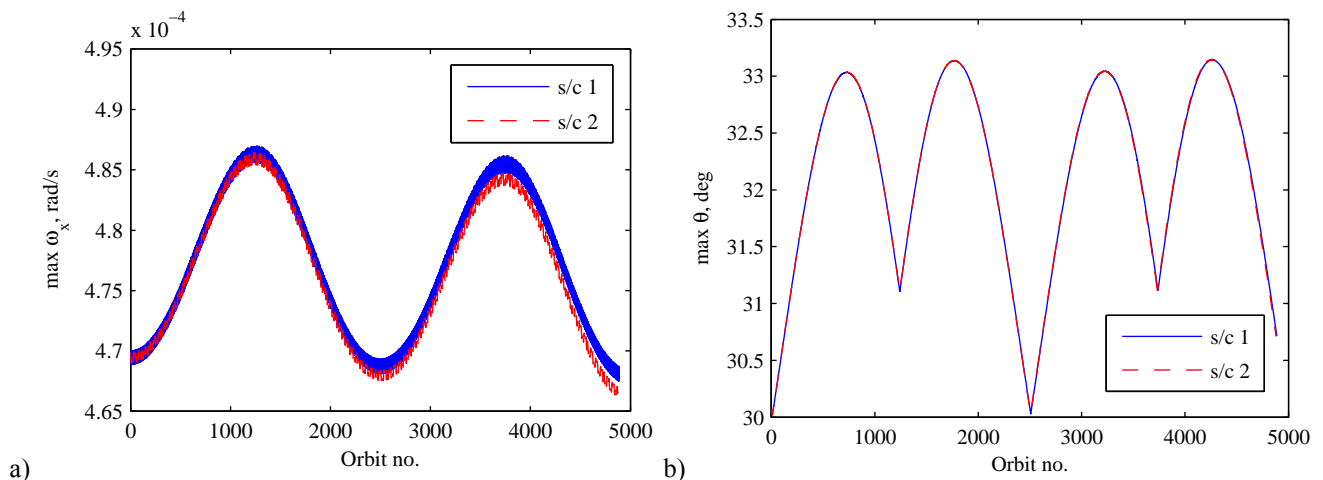 x 10⁻⁴
4.95
4.9
4.85
4.8
4.75
4.7
4.65
max ωₓ, rad/s
0 1000 2000 3000 4000 5000
Orbit no.
s/c 1
s/c 2
a)
33.5
33
32.5
32
31.5
31
30.5
30
max θ, deg
0 1000 2000 3000 4000 5000
Orbit no.
s/c 1
s/c 2
b)